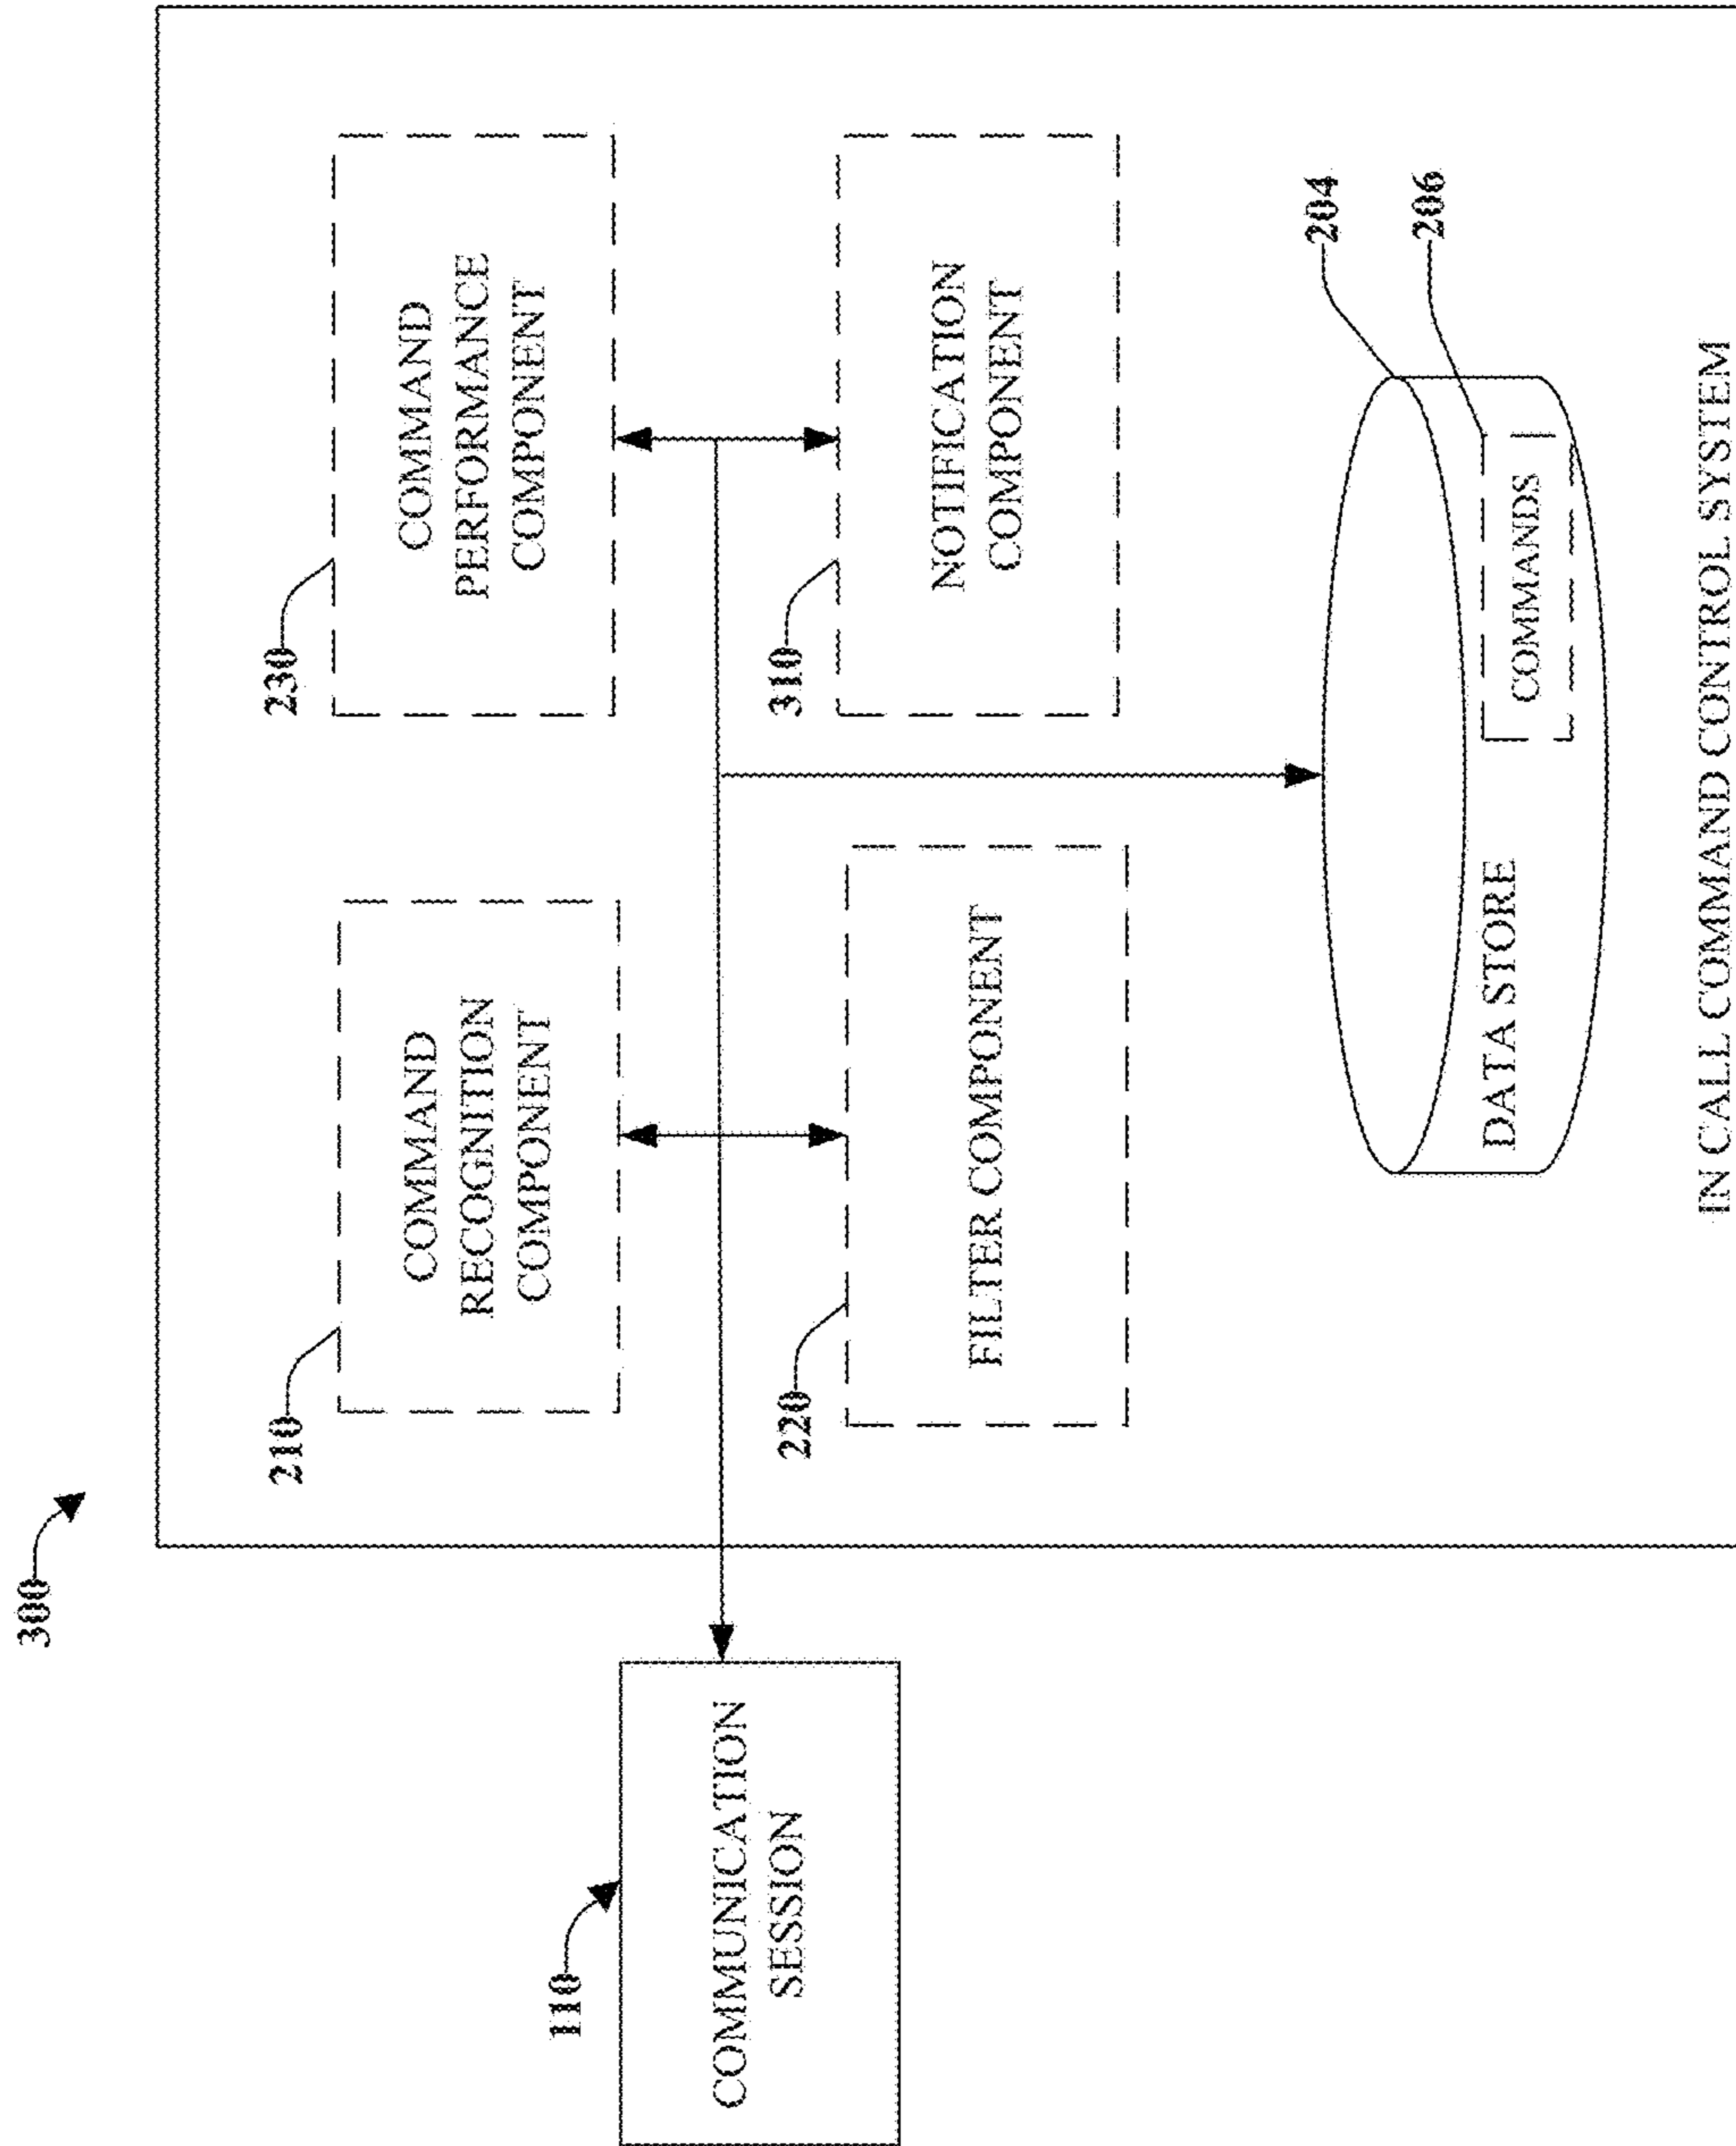 300
110
COMMUNICATION
SESSION
210
COMMAND
RECOGNITION
COMPONENT
230
COMMAND
PERFORMANCE
COMPONENT
220
FILTER COMPONENT
310
NOTIFICATION
COMPONENT
204
206
DATA STORE
COMMANDS
IN CALL COMMAND CONTROL SYSTEM